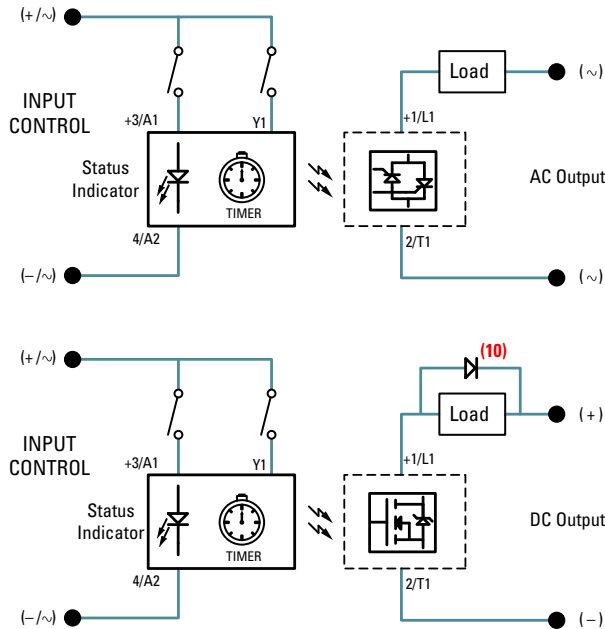 (+/∼)
Load
(∼)
INPUT
CONTROL
+3/A1
Y1
+1/L1
Status
Indicator
TIMER
AC Output
4/A2
2/T1
(−/∼)
(∼)
(+/∼)
(10)
Load
(+)
INPUT
CONTROL
+3/A1
Y1
+1/L1
Status
Indicator
TIMER
DC Output
4/A2
2/T1
(−/∼)
(−)